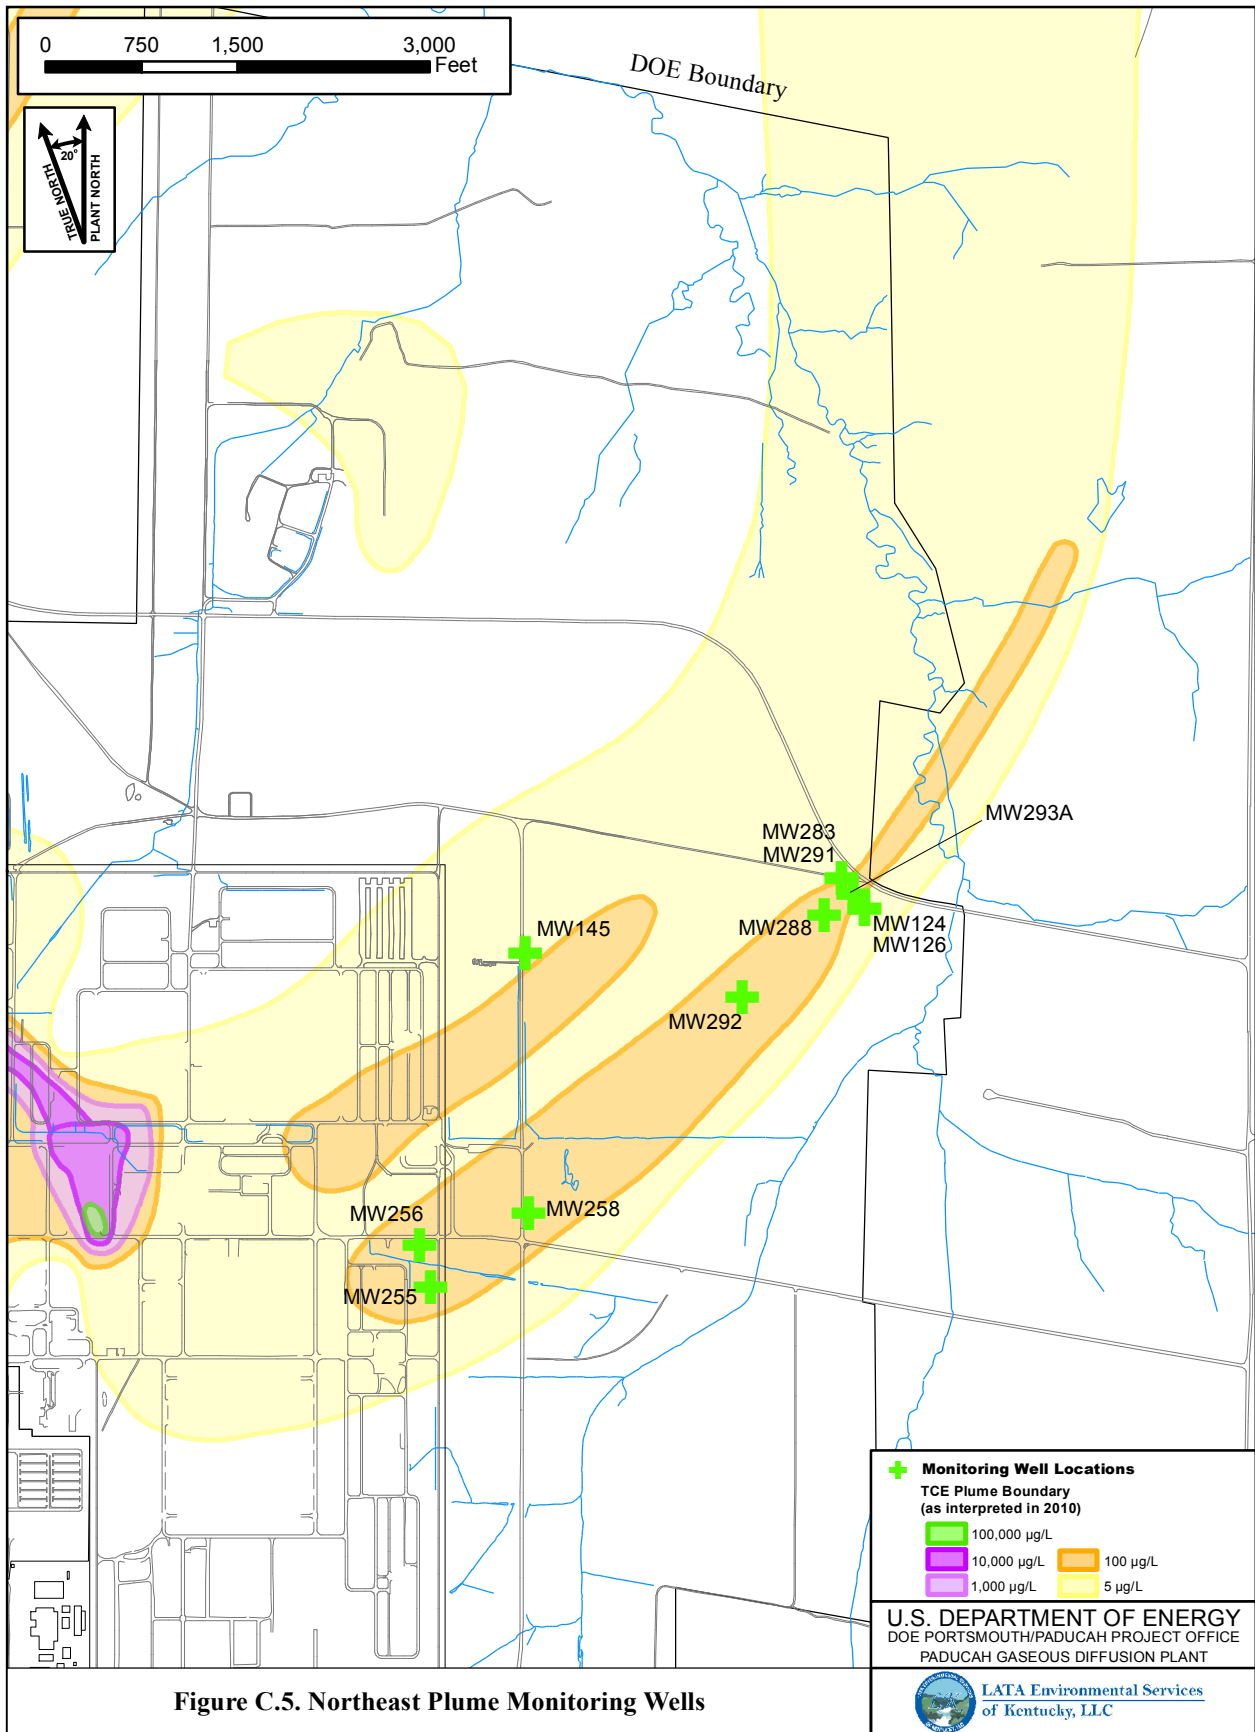 0 750 1,500 3,000
Feet
DOE Boundary
20°
TRUE NORTH
PLANT NORTH
MW293A
MW283
MW291
MW145
MW288
MW124
MW126
MW292
MW256
MW258
MW255
Monitoring Well Locations
TCE Plume Boundary
(as interpreted in 2010)
100,000 µg/L
10,000 µg/L 100 µg/L
1,000 µg/L 5 µg/L
U.S. DEPARTMENT OF ENERGY
DOE PORTSMOUTH/PADUCAH PROJECT OFFICE
PADUCAH GASEOUS DIFFUSION PLANT
Figure C.5. Northeast Plume Monitoring Wells
LATA Environmental Services
of Kentucky, LLC